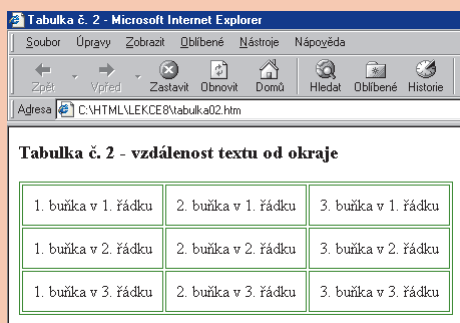 Tabulka č. 2 - Microsoft Internet Explorer
Soubor Úpravy Zobrazit Oblíbené Nástroje Nápověda
Zpět Vpřed Zastavit Obnovit Domů Hledat Oblíbené Historie
Adresa C:\HTML\LEKCE8\tabulka02.htm
Tabulka č. 2 - vzdálenost textu od okraje
1. buňka v 1. řádku 2. buňka v 1. řádku 3. buňka v 1. řádku
1. buňka v 2. řádku 2. buňka v 2. řádku 3. buňka v 2. řádku
1. buňka v 3. řádku 2. buňka v 3. řádku 3. buňka v 3. řádku